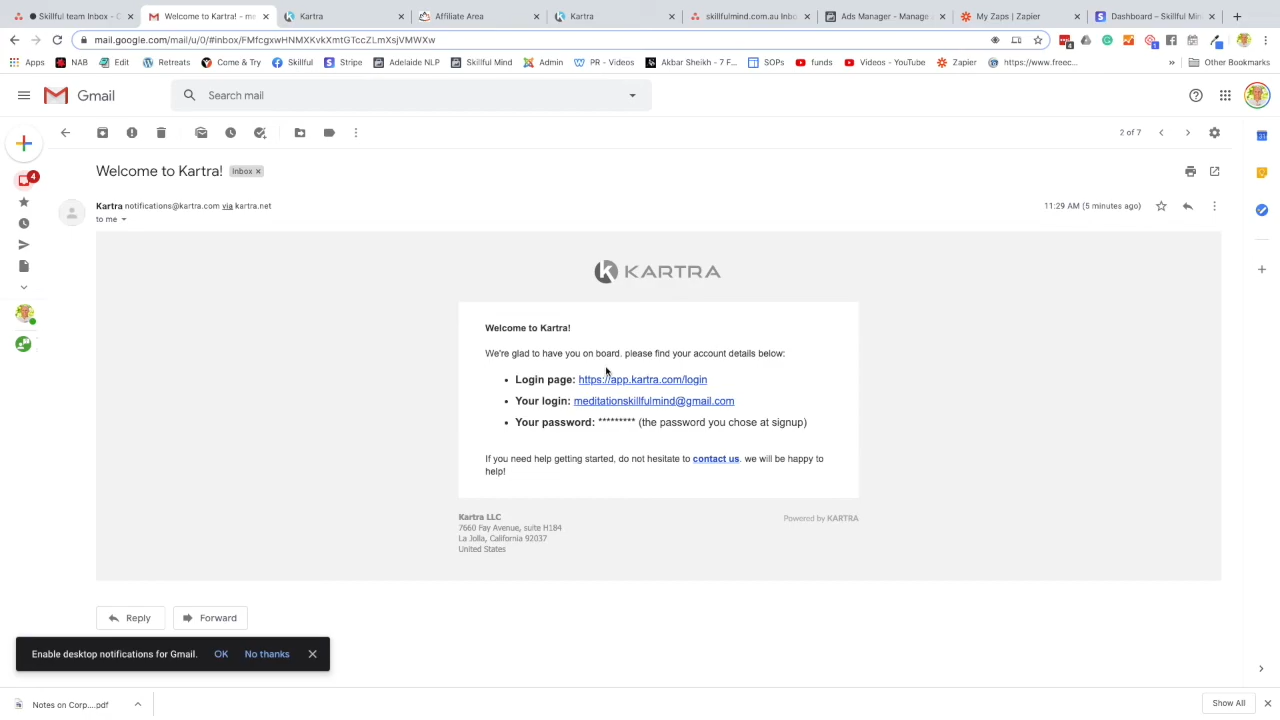 Skillful team Inbox - C
Welcome to Kartra! - me
Kartra
Affiliate Area
Kartra
skillfulmind.com.au Inbo
Ads Manager - Manage
My Zaps | Zapier
Dashboard – Skillful Min
mail.google.com/mail/u/0/#inbox/FMfcgxwHNMXKvkXmtGTccZLmXsjVMWXw
Apps
NAB
Edit
Retreats
Come & Try
Skillful
Stripe
Adelaide NLP
Skillful Mind
Admin
PR - Videos
Akbar Sheikh - 7 F...
SOPs
funds
Videos - YouTube
Zapier
https://www.freec...
»
Other Bookmarks
Gmail
Search mail
2 of 7
4
Welcome to Kartra! Inbox ×
Kartra notifications@kartra.com via kartra.net
11:29 AM (5 minutes ago)
to me
KARTRA
Welcome to Kartra!
We're glad to have you on board. please find your account details below:
• Login page: https://app.kartra.com/login
• Your login: meditationskillfulmind@gmail.com
• Your password: ********* (the password you chose at signup)
If you need help getting started, do not hesitate to contact us. we will be happy to
help!
Kartra LLC
7660 Fay Avenue, suite H184
La Jolla, California 92037
United States
Powered by KARTRA
Reply
Forward
Enable desktop notifications for Gmail. OK No thanks
Notes on Corp....pdf
Show All